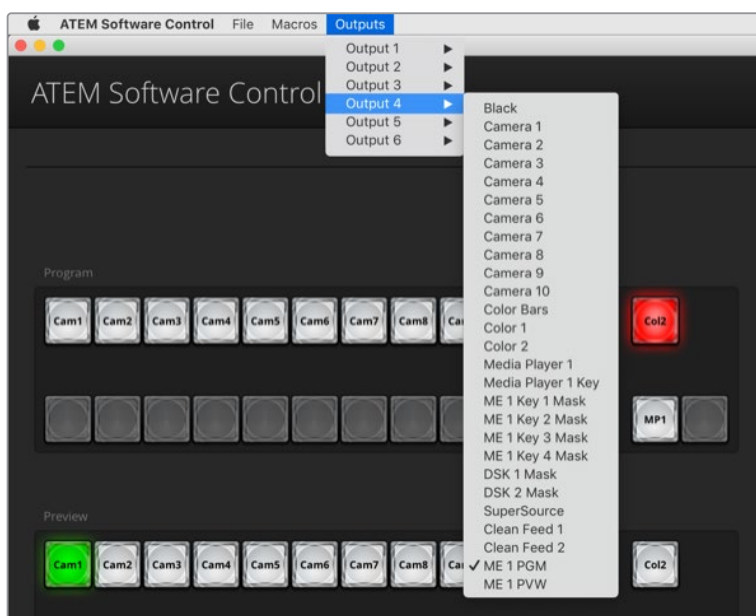 ATEM Software Control File Macros Outputs
ATEM Software Control
Output 1
Output 2
Output 3
Output 4
Output 5
Output 6
Black
Camera 1
Camera 2
Camera 3
Camera 4
Camera 5
Camera 6
Camera 7
Camera 8
Camera 9
Camera 10
Color Bars
Color 1
Color 2
Media Player 1
Media Player 1 Key
ME 1 Key 1 Mask
ME 1 Key 2 Mask
ME 1 Key 3 Mask
ME 1 Key 4 Mask
DSK 1 Mask
DSK 2 Mask
SuperSource
Clean Feed 1
Clean Feed 2
✓ ME 1 PGM
ME 1 PVW
Program
Cam1 Cam2 Cam3 Cam4 Cam5 Cam6 Cam7 Cam8 Col2
MP1
Preview
Cam1 Cam2 Cam3 Cam4 Cam5 Cam6 Cam7 Cam8 Col2